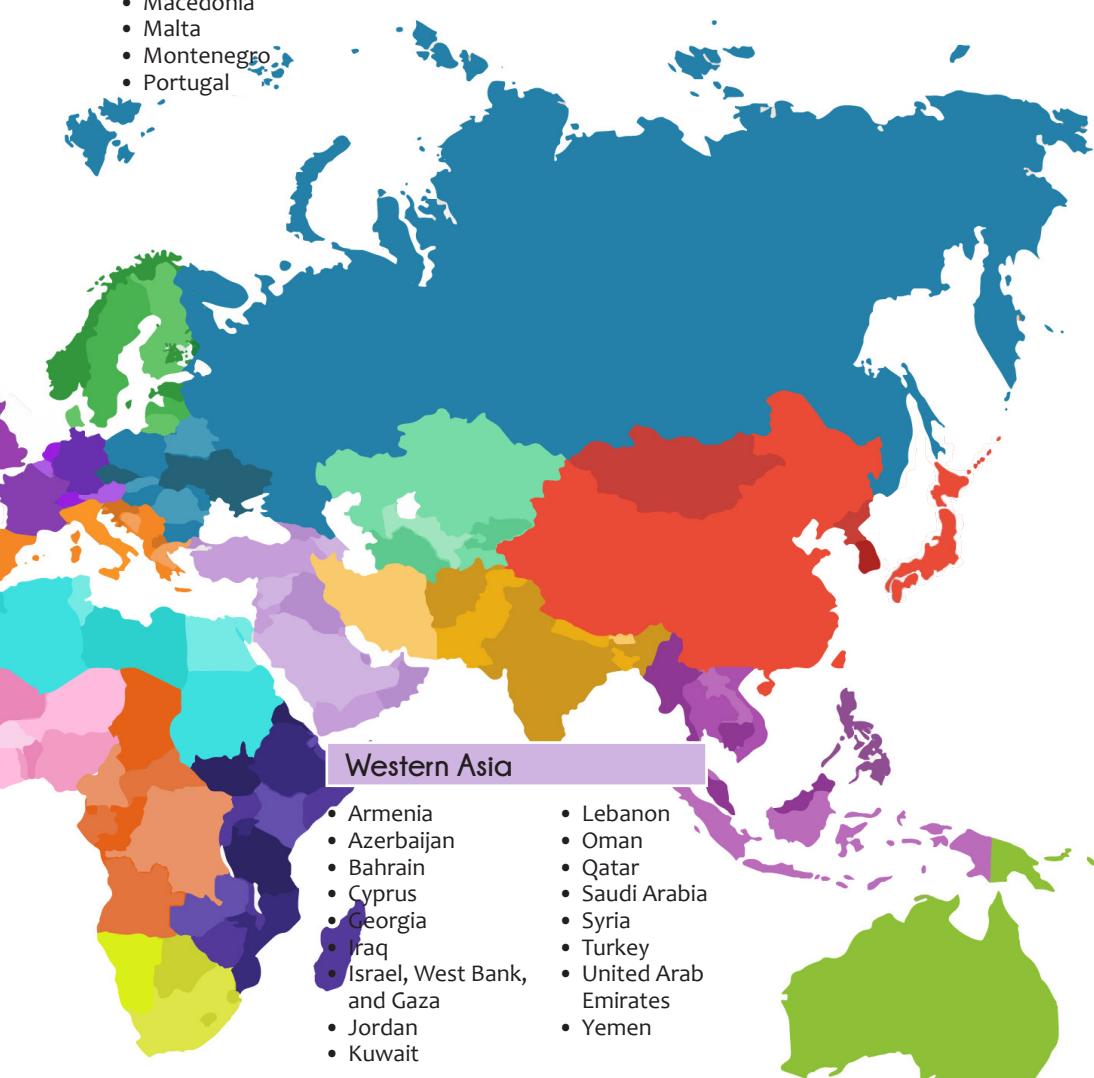 • Macedonia
• Malta
• Montenegro
• Portugal
Western Asia
• Armenia
• Azerbaijan
• Bahrain
• Cyprus
• Georgia
• Iraq
• Israel, West Bank,
and Gaza
• Jordan
• Kuwait
• Lebanon
• Oman
• Qatar
• Saudi Arabia
• Syria
• Turkey
• United Arab
Emirates
• Yemen